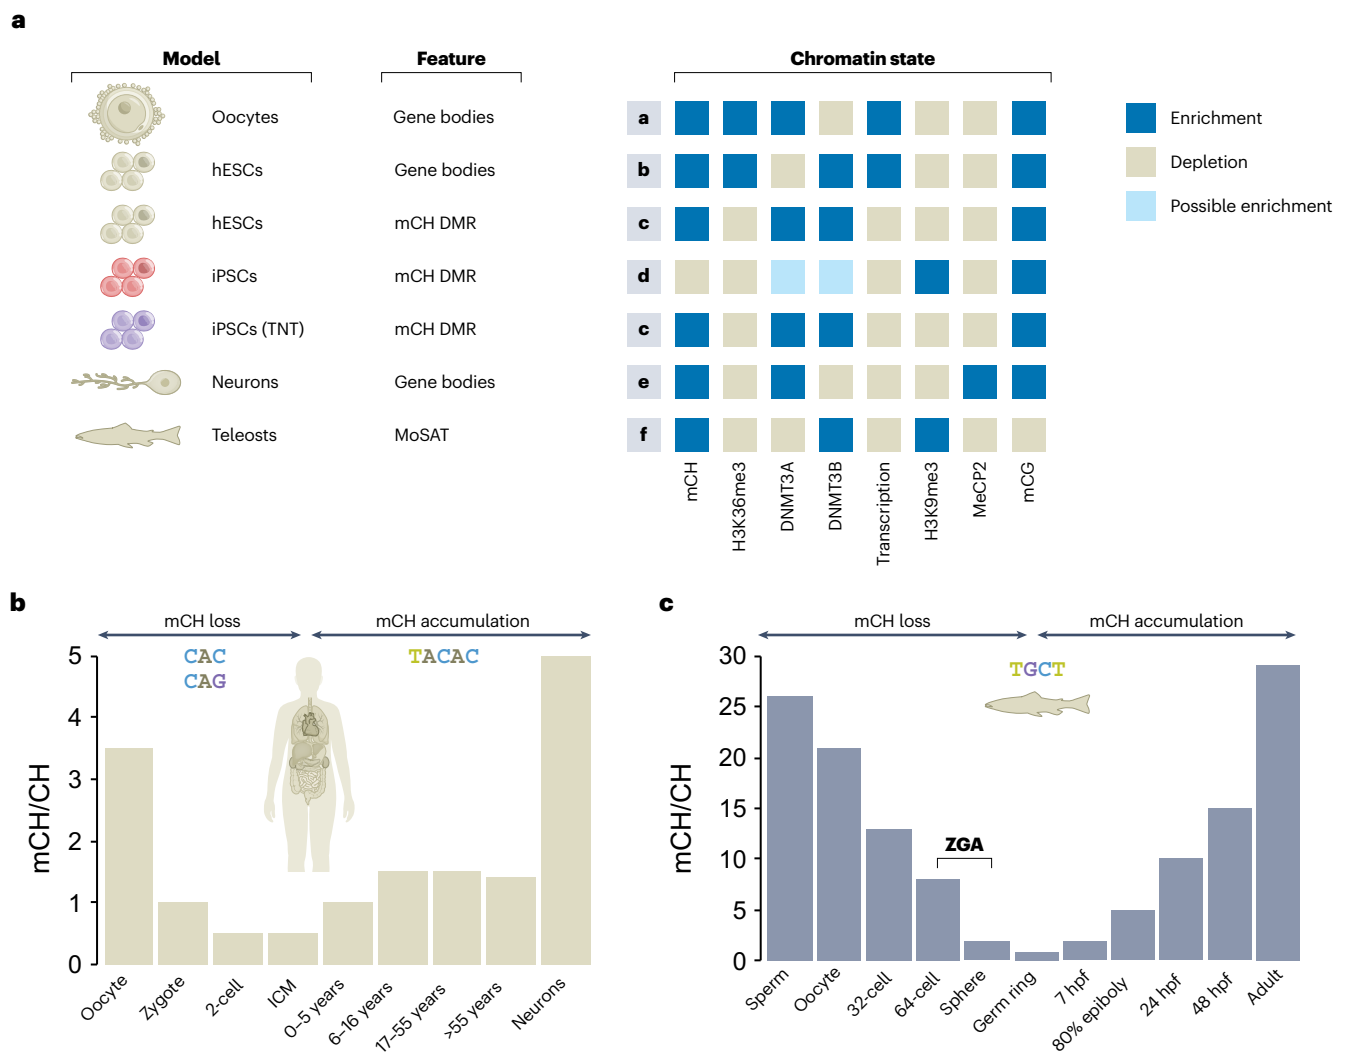 a
Model
Feature
Chromatin state
Oocytes
Gene bodies
a
Enrichment
hESCs
Gene bodies
b
Depletion
hESCs
mCH DMR
c
Possible enrichment
iPSCs
mCH DMR
d
iPSCs (TNT)
mCH DMR
c
Neurons
Gene bodies
e
Teleosts
MoSAT
f
mCH
H3K36me3
DNMT3A
DNMT3B
Transcription
H3K9me3
MeCP2
mCG
b
mCH loss
mCH accumulation
CAC
CAG
TACAC
mCH/CH
5
4
3
2
1
0
Oocyte
Zygote
2-cell
ICM
0–5 years
6–16 years
17–55 years
>55 years
Neurons
c
mCH loss
mCH accumulation
TGCT
ZGA
mCH/CH
30
25
20
15
10
5
0
Sperm
Oocyte
32-cell
64-cell
Sphere
Germ ring
7 hpf
80% epiboly
24 hpf
48 hpf
Adult